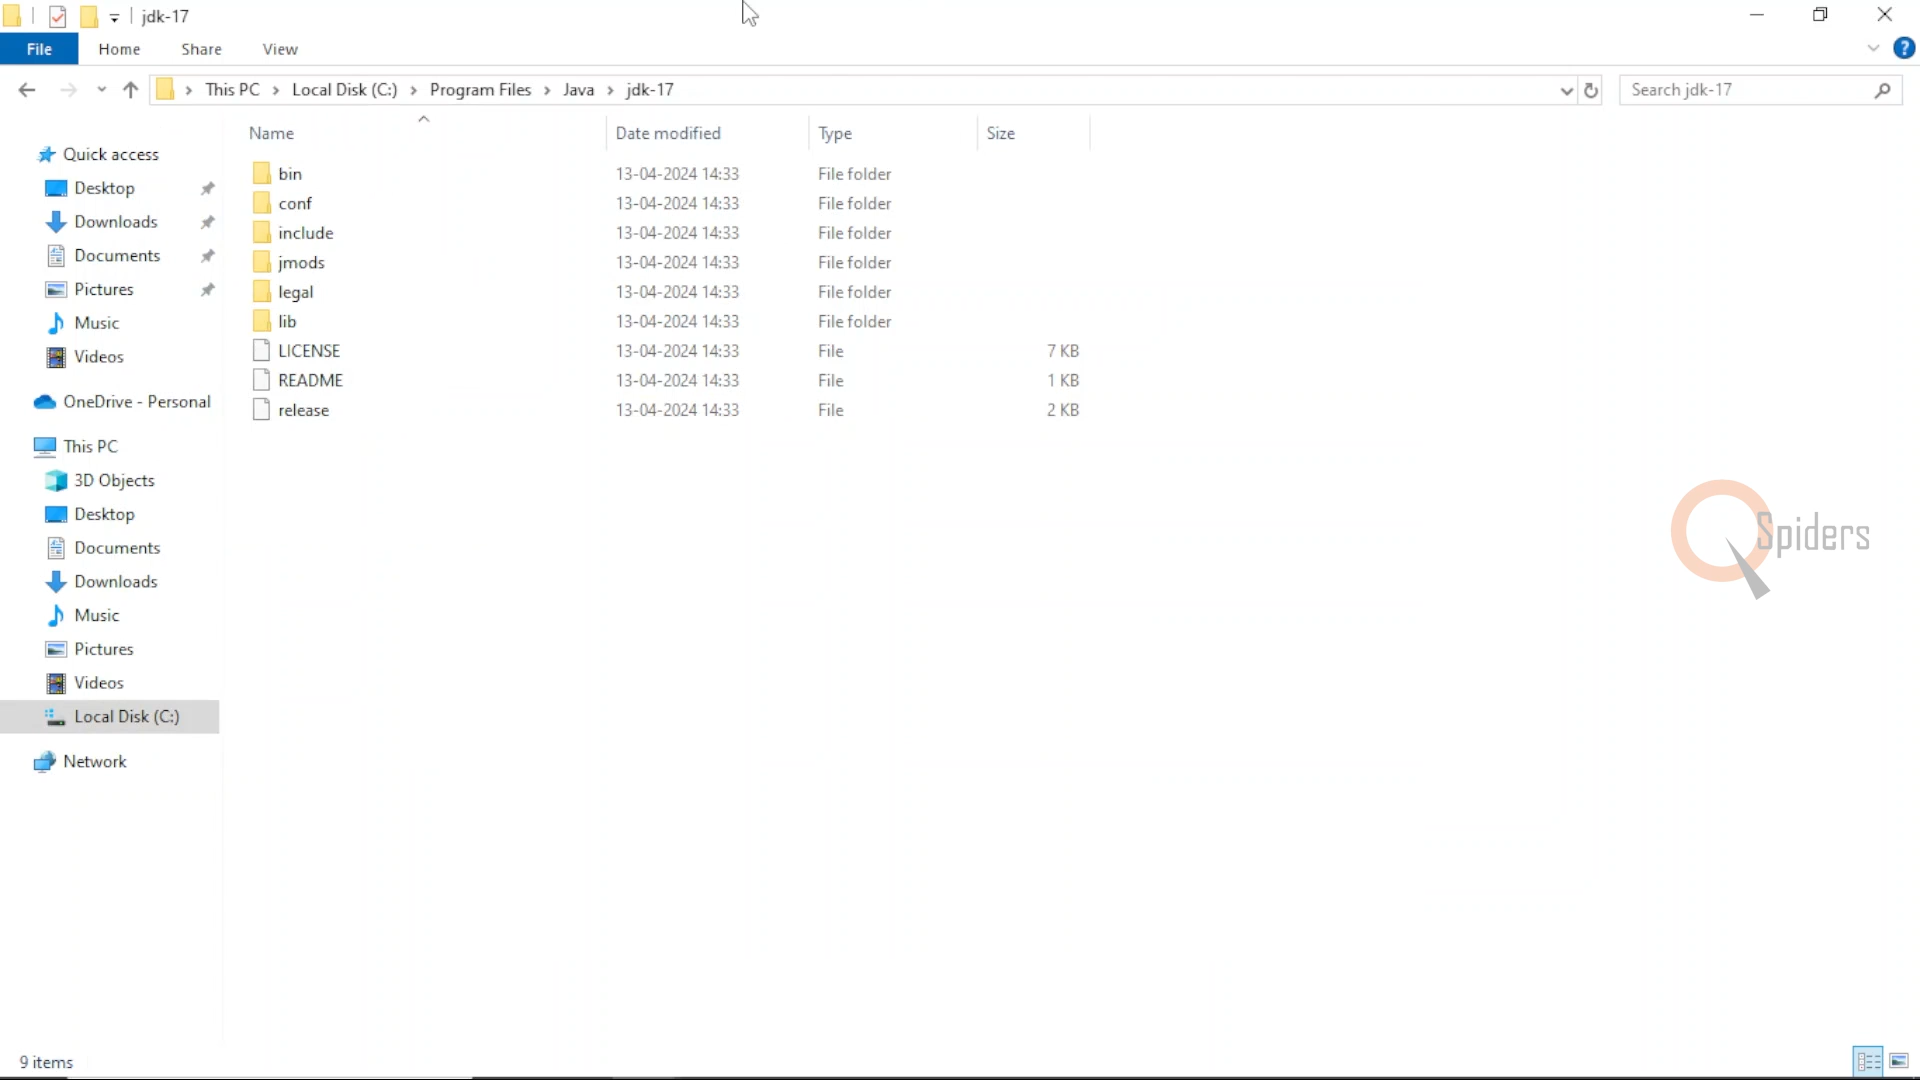 jdk-17
File Home Share View
This PC Local Disk (C:) Program Files Java jdk-17 Search jdk-17
Name Date modified Type Size
Quick access
Desktop
Downloads
Documents
Pictures
Music
Videos
OneDrive - Personal
This PC
3D Objects
Desktop
Documents
Downloads
Music
Pictures
Videos
Local Disk (C:)
Network
bin 13-04-2024 14:33 File folder
conf 13-04-2024 14:33 File folder
include 13-04-2024 14:33 File folder
jmods 13-04-2024 14:33 File folder
legal 13-04-2024 14:33 File folder
lib 13-04-2024 14:33 File folder
LICENSE 13-04-2024 14:33 File 7 KB
README 13-04-2024 14:33 File 1 KB
release 13-04-2024 14:33 File 2 KB
QSpiders
9 items